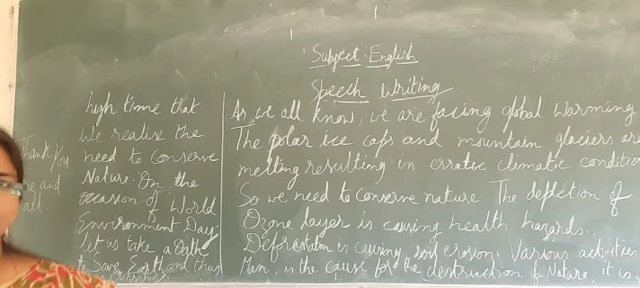 Subject. English
Speech Writing
As we all know, we are facing global warming
The polar ice caps and mountain glaciers are
melting resulting in erratic climatic condition
So we need to conserve nature. The depletion of
Ozone layer is causing health hazards.
Deforestation is causing soil erosion. Various activities
Man, is the cause for the destruction of Nature, it is
high time that
We realize the
need to conserve
Nature. On the
occasion of World
Environment Day
let us take a Oath
to Save Earth and thus
Thank you
and
all.